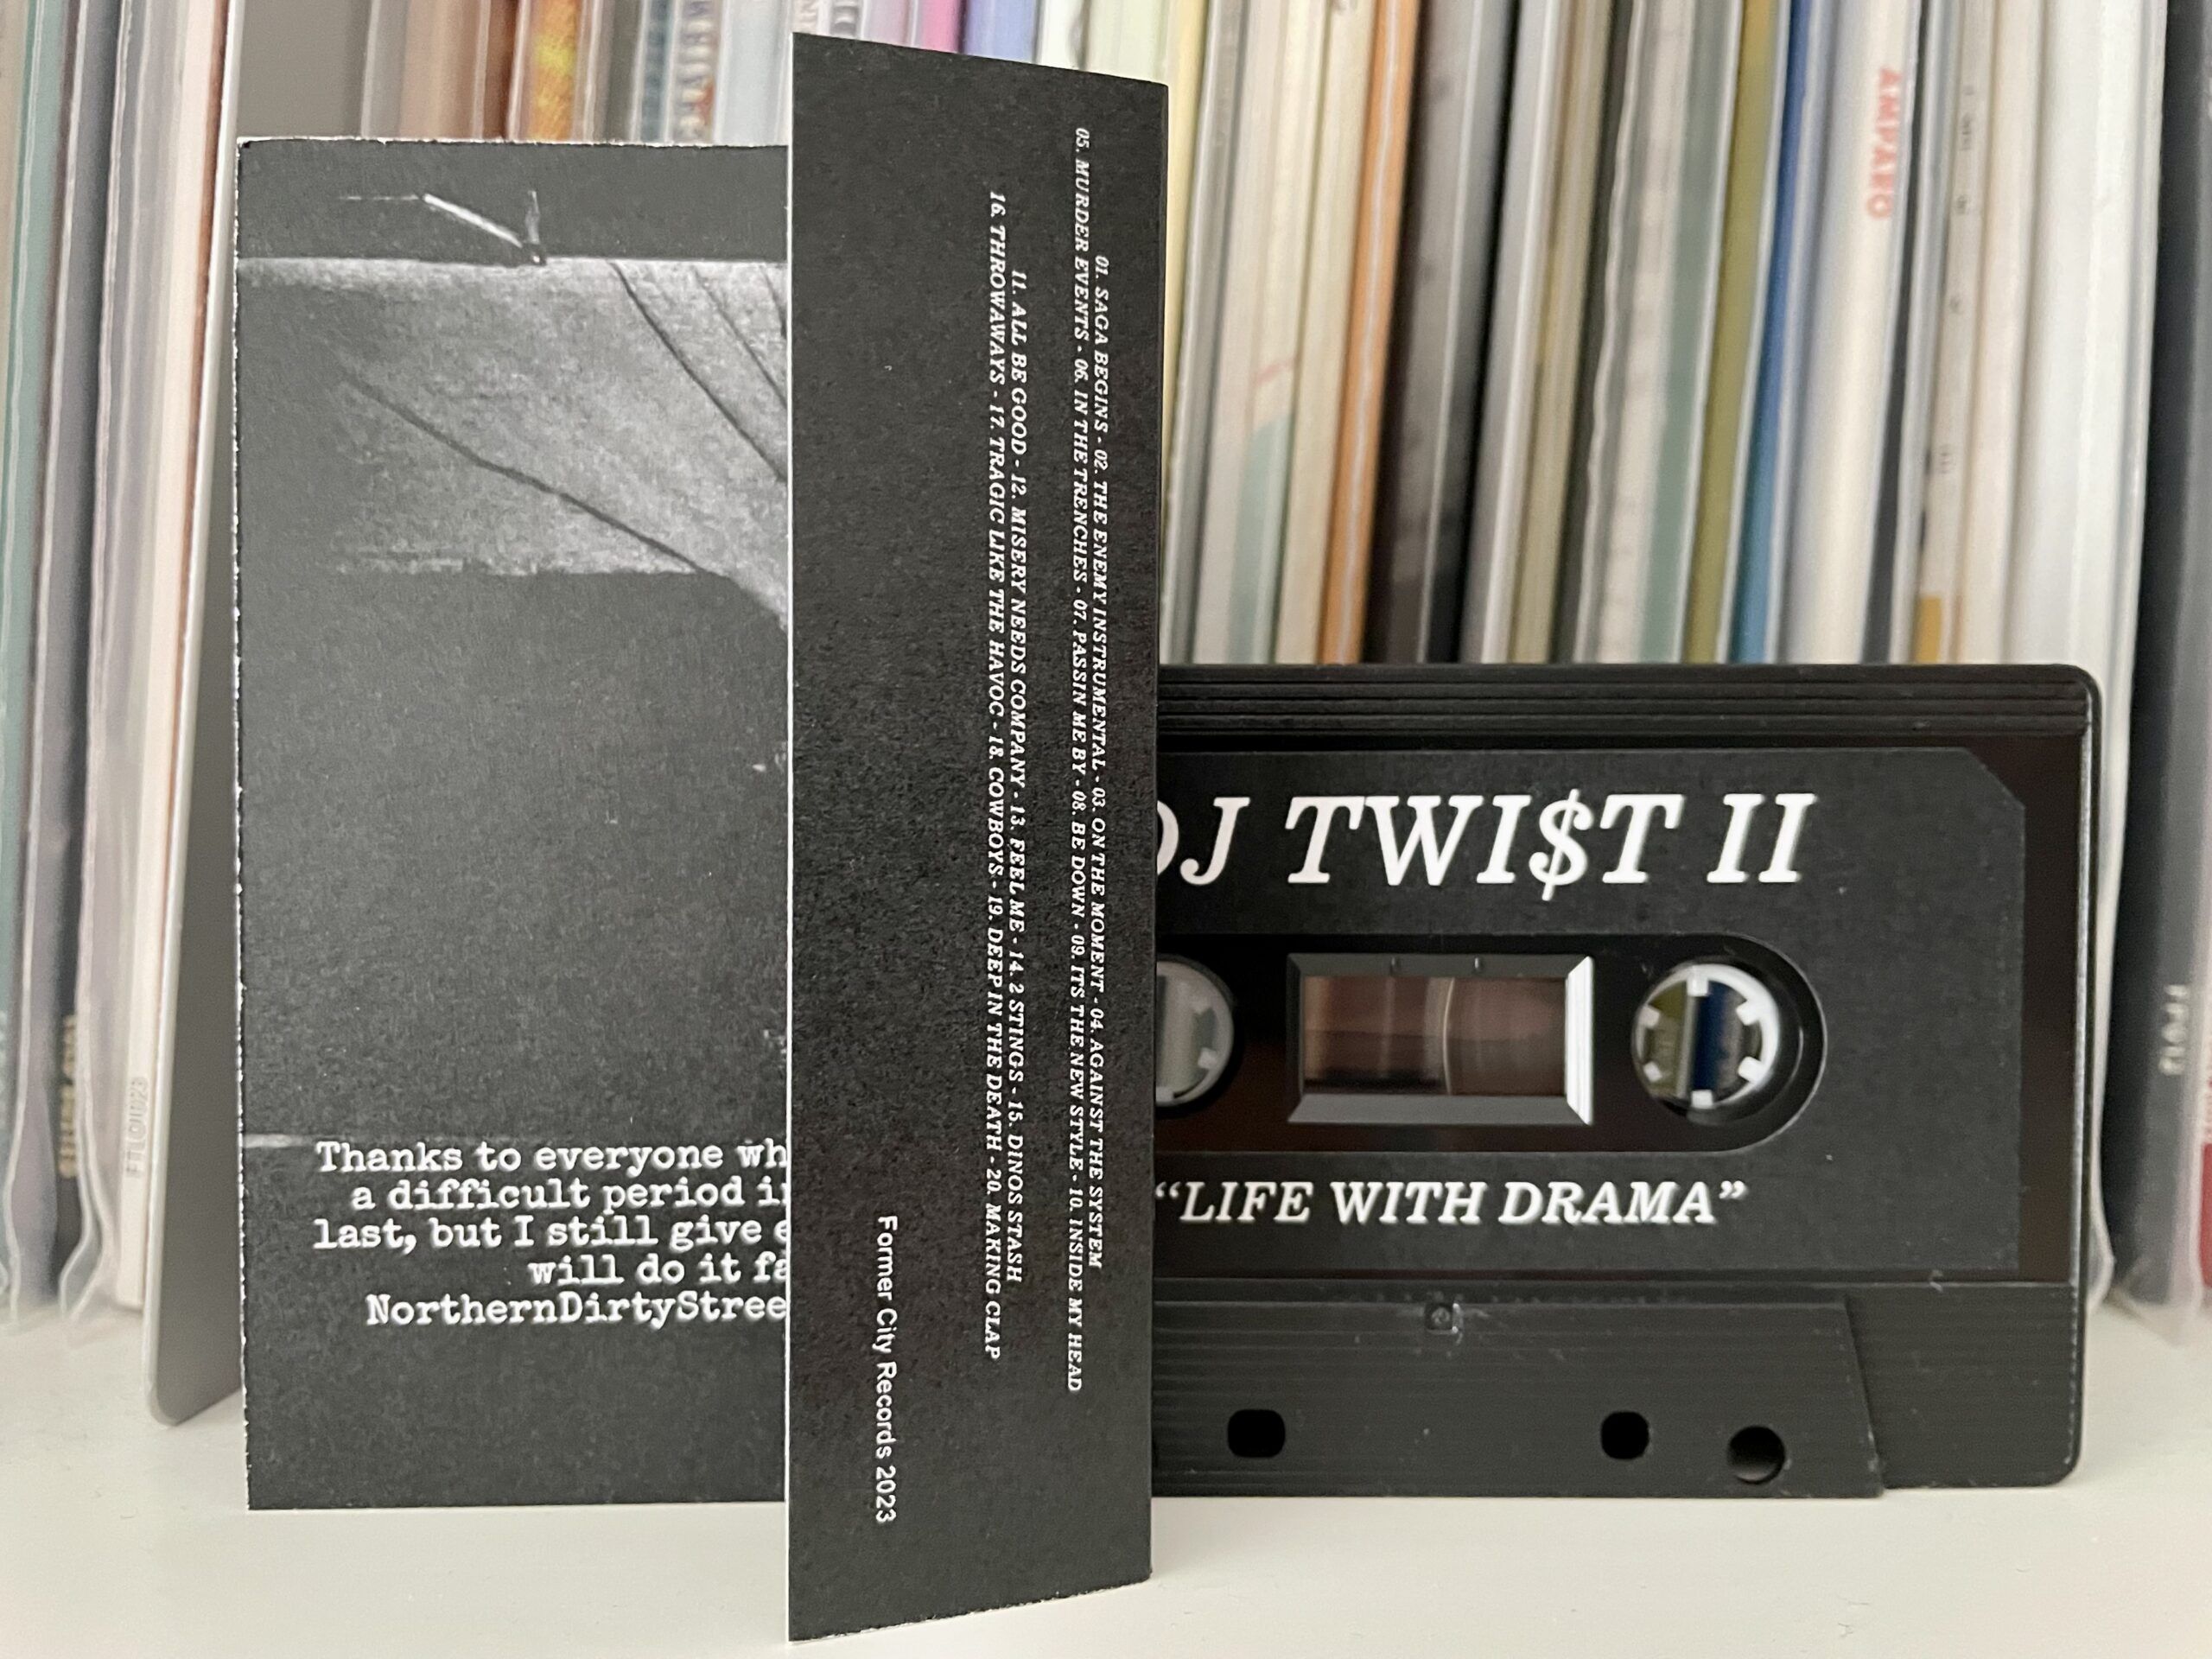 Thanks to everyone wh
a difficult period i
last, but I still give e
will do it fa
NorthernDirtyStree
01. SAGA BEGINS - 02. THE ENEMY INSTRUMENTAL - 03. ON THE MOMENT - 04. AGAINST THE SYSTEM
05. MURDER EVENTS - 06. IN THE TRENCHES - 07. PASSIN ME BY - 08. BE DOWN - 09. ITS THE NEW STYLE - 10. INSIDE MY HEAD
11. ALL BE GOOD - 12. MISERY NEEDS COMPANY - 13. FEEL ME - 14. 2 STINGS - 15. DINOS STASH
16. THROWAWAYS - 17. TRAGIC LIKE THE HAVOC - 18. COWBOYS - 19. DEEP IN THE DEATH - 20. MAKING CLAP
Former City Records 2023
DJ TWI$T II
“LIFE WITH DRAMA”